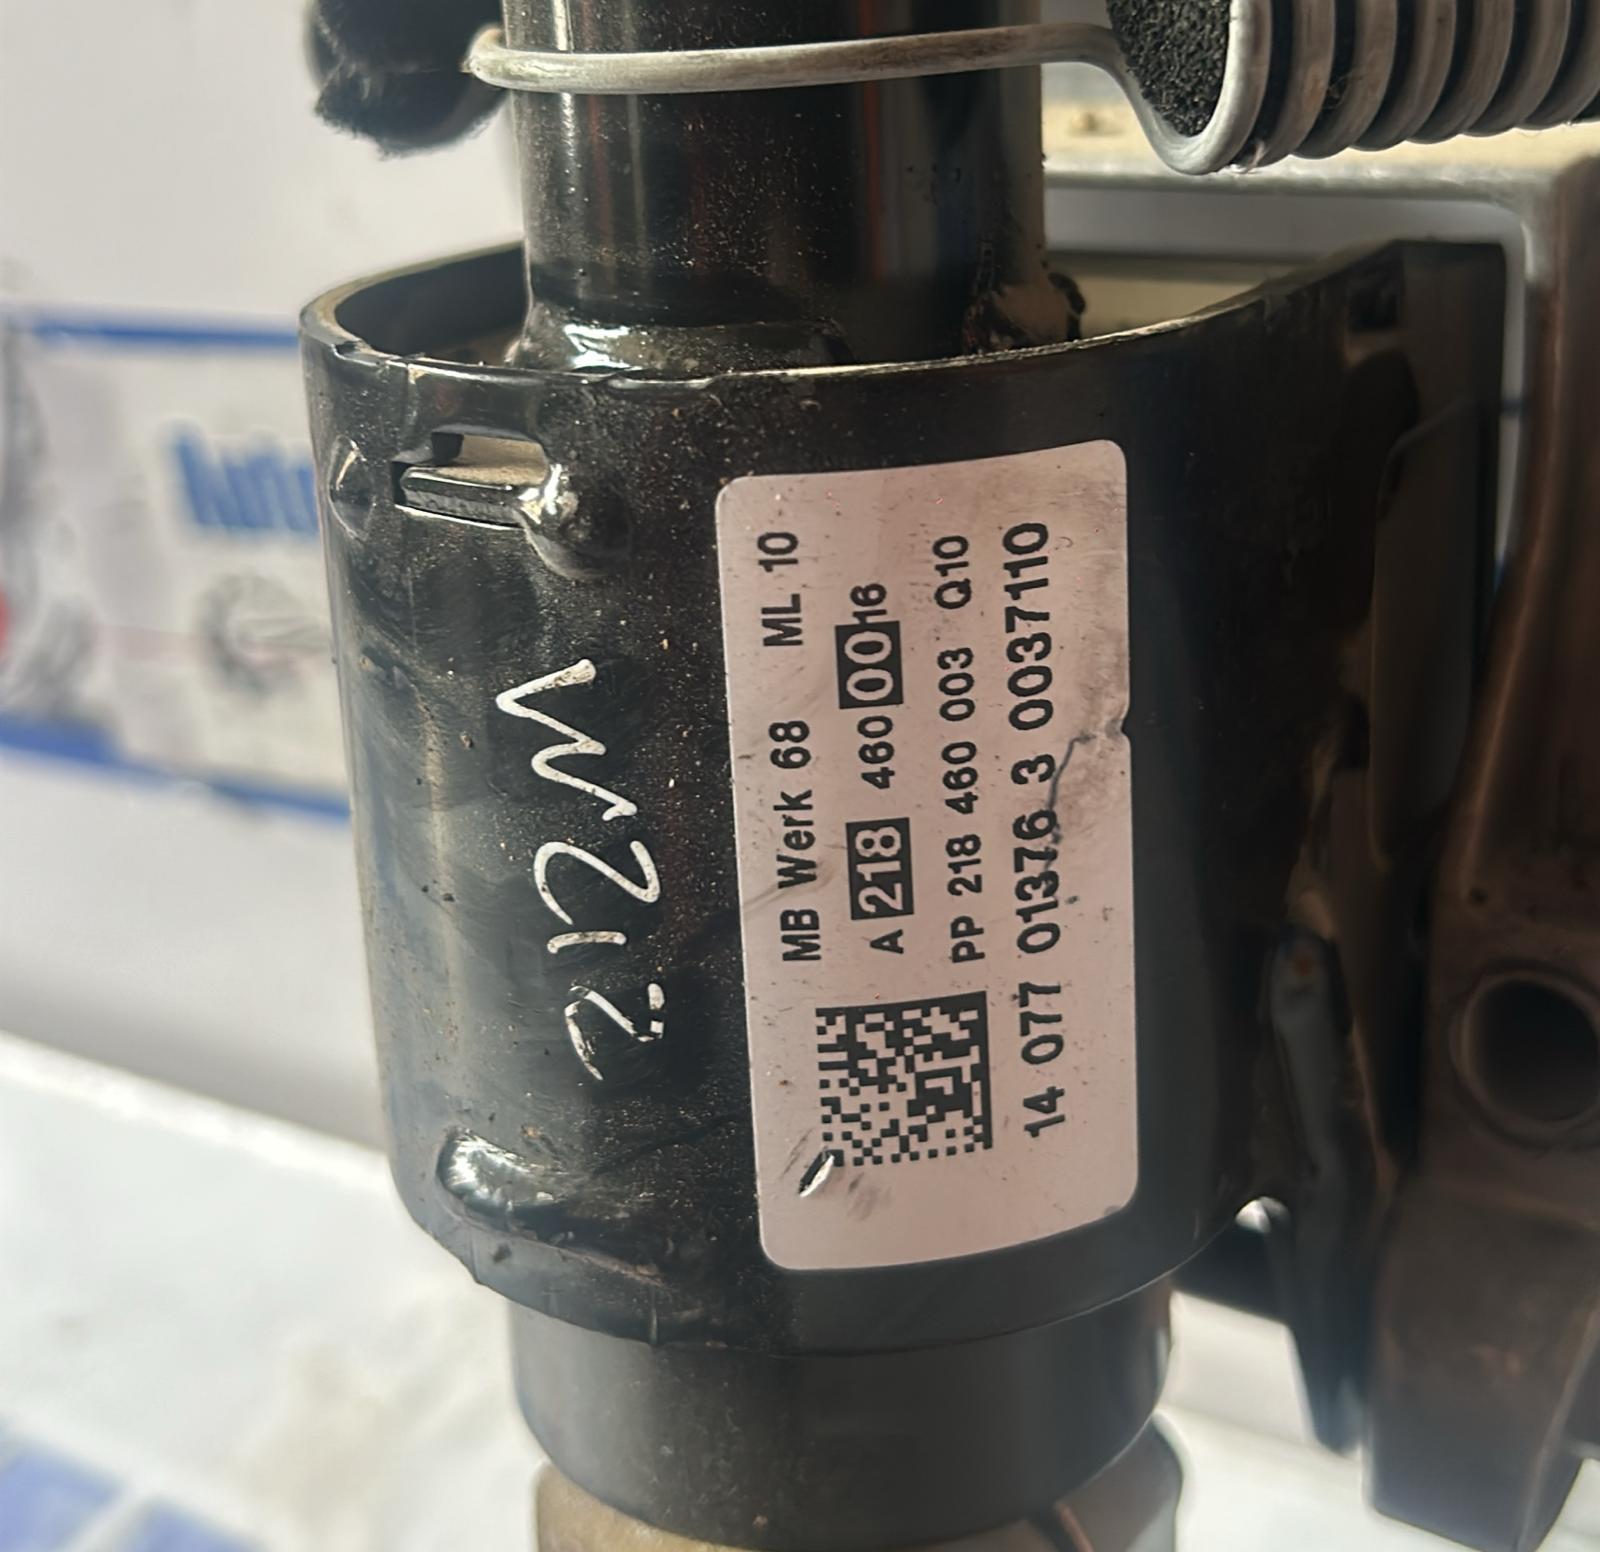 MB Werk 68 ML 10
A 218 460 00 16
PP 218 460 003 Q10
14 077 01376 3 0037110
W212